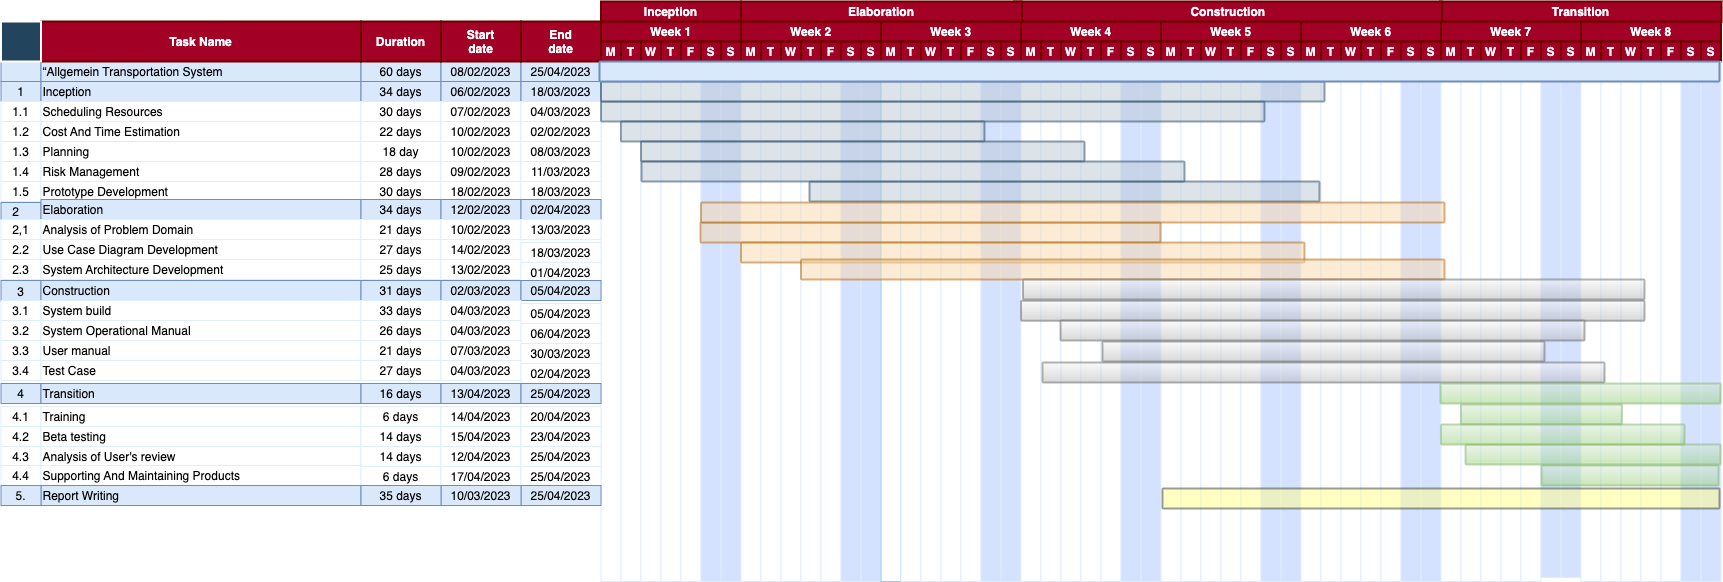 Inception Elaboration Construction Transition
Task Name Duration Start date End date Week 1 Week 2 Week 3 Week 4 Week 5 Week 6 Week 7 Week 8
M T W T F S S M T W T F S S M T W T F S S M T W T F S S M T W T F S S M T W T F S S M T W T F S S M T W T F S S
"Allgemein Transportation System 60 days 08/02/2023 25/04/2023
1 Inception 34 days 06/02/2023 18/03/2023
1.1 Scheduling Resources 30 days 07/02/2023 04/03/2023
1.2 Cost And Time Estimation 22 days 10/02/2023 02/02/2023
1.3 Planning 18 day 10/02/2023 08/03/2023
1.4 Risk Management 28 days 09/02/2023 11/03/2023
1.5 Prototype Development 30 days 18/02/2023 18/03/2023
2 Elaboration 34 days 12/02/2023 02/04/2023
2,1 Analysis of Problem Domain 21 days 10/02/2023 13/03/2023
2.2 Use Case Diagram Development 27 days 14/02/2023 18/03/2023
2.3 System Architecture Development 25 days 13/02/2023 01/04/2023
3 Construction 31 days 02/03/2023 05/04/2023
3.1 System build 33 days 04/03/2023 05/04/2023
3.2 System Operational Manual 26 days 04/03/2023 06/04/2023
3.3 User manual 21 days 07/03/2023 30/03/2023
3.4 Test Case 27 days 04/03/2023 02/04/2023
4 Transition 16 days 13/04/2023 25/04/2023
4.1 Training 6 days 14/04/2023 20/04/2023
4.2 Beta testing 14 days 15/04/2023 23/04/2023
4.3 Analysis of User's review 14 days 12/04/2023 25/04/2023
4.4 Supporting And Maintaining Products 6 days 17/04/2023 25/04/2023
5. Report Writing 35 days 10/03/2023 25/04/2023